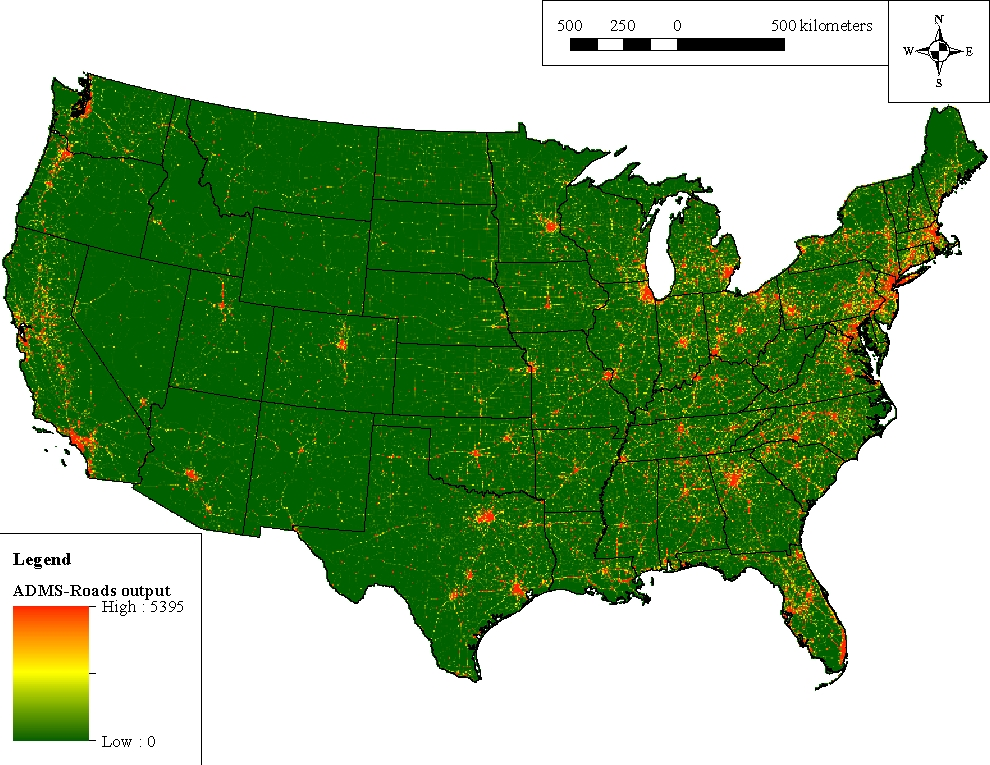 500 250 0 500 kilometers
N
W E
S
Legend
ADMS-Roads output
High : 5395
Low : 0